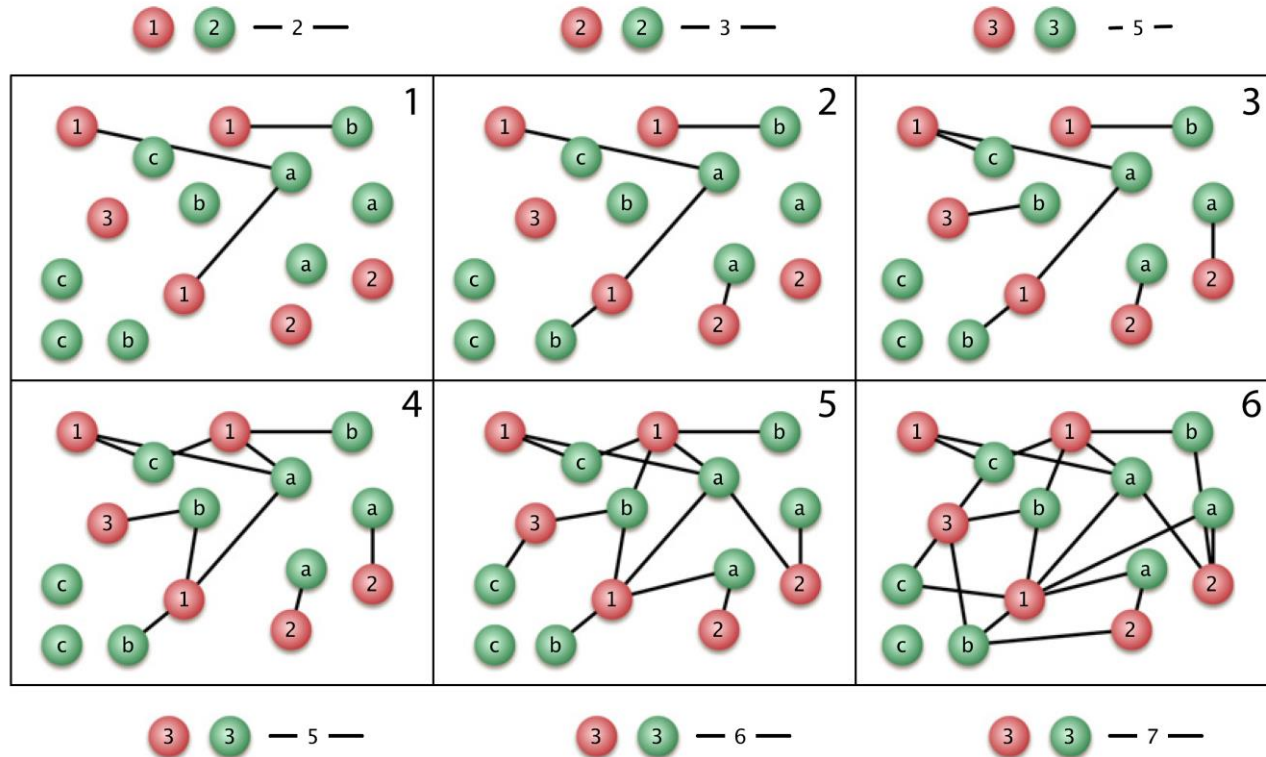 1 2 2
2 2 3
3 3 5
1 2 3
1 1 b 1 1 b 1 1 b
c a c a c a
3 b a 3 b a 3 b a
c 1 a 2 c 1 a 2 c 1 a 2
c b 2 c b 2 c b 2
4 5 6
1 1 b 1 1 b 1 1 b
c a c a c a
3 b a 3 b a 3 b a
c 1 a 2 c 1 a 2 c 1 a 2
c b 2 c b 2 c b 2
3 3 5
3 3 6
3 3 7